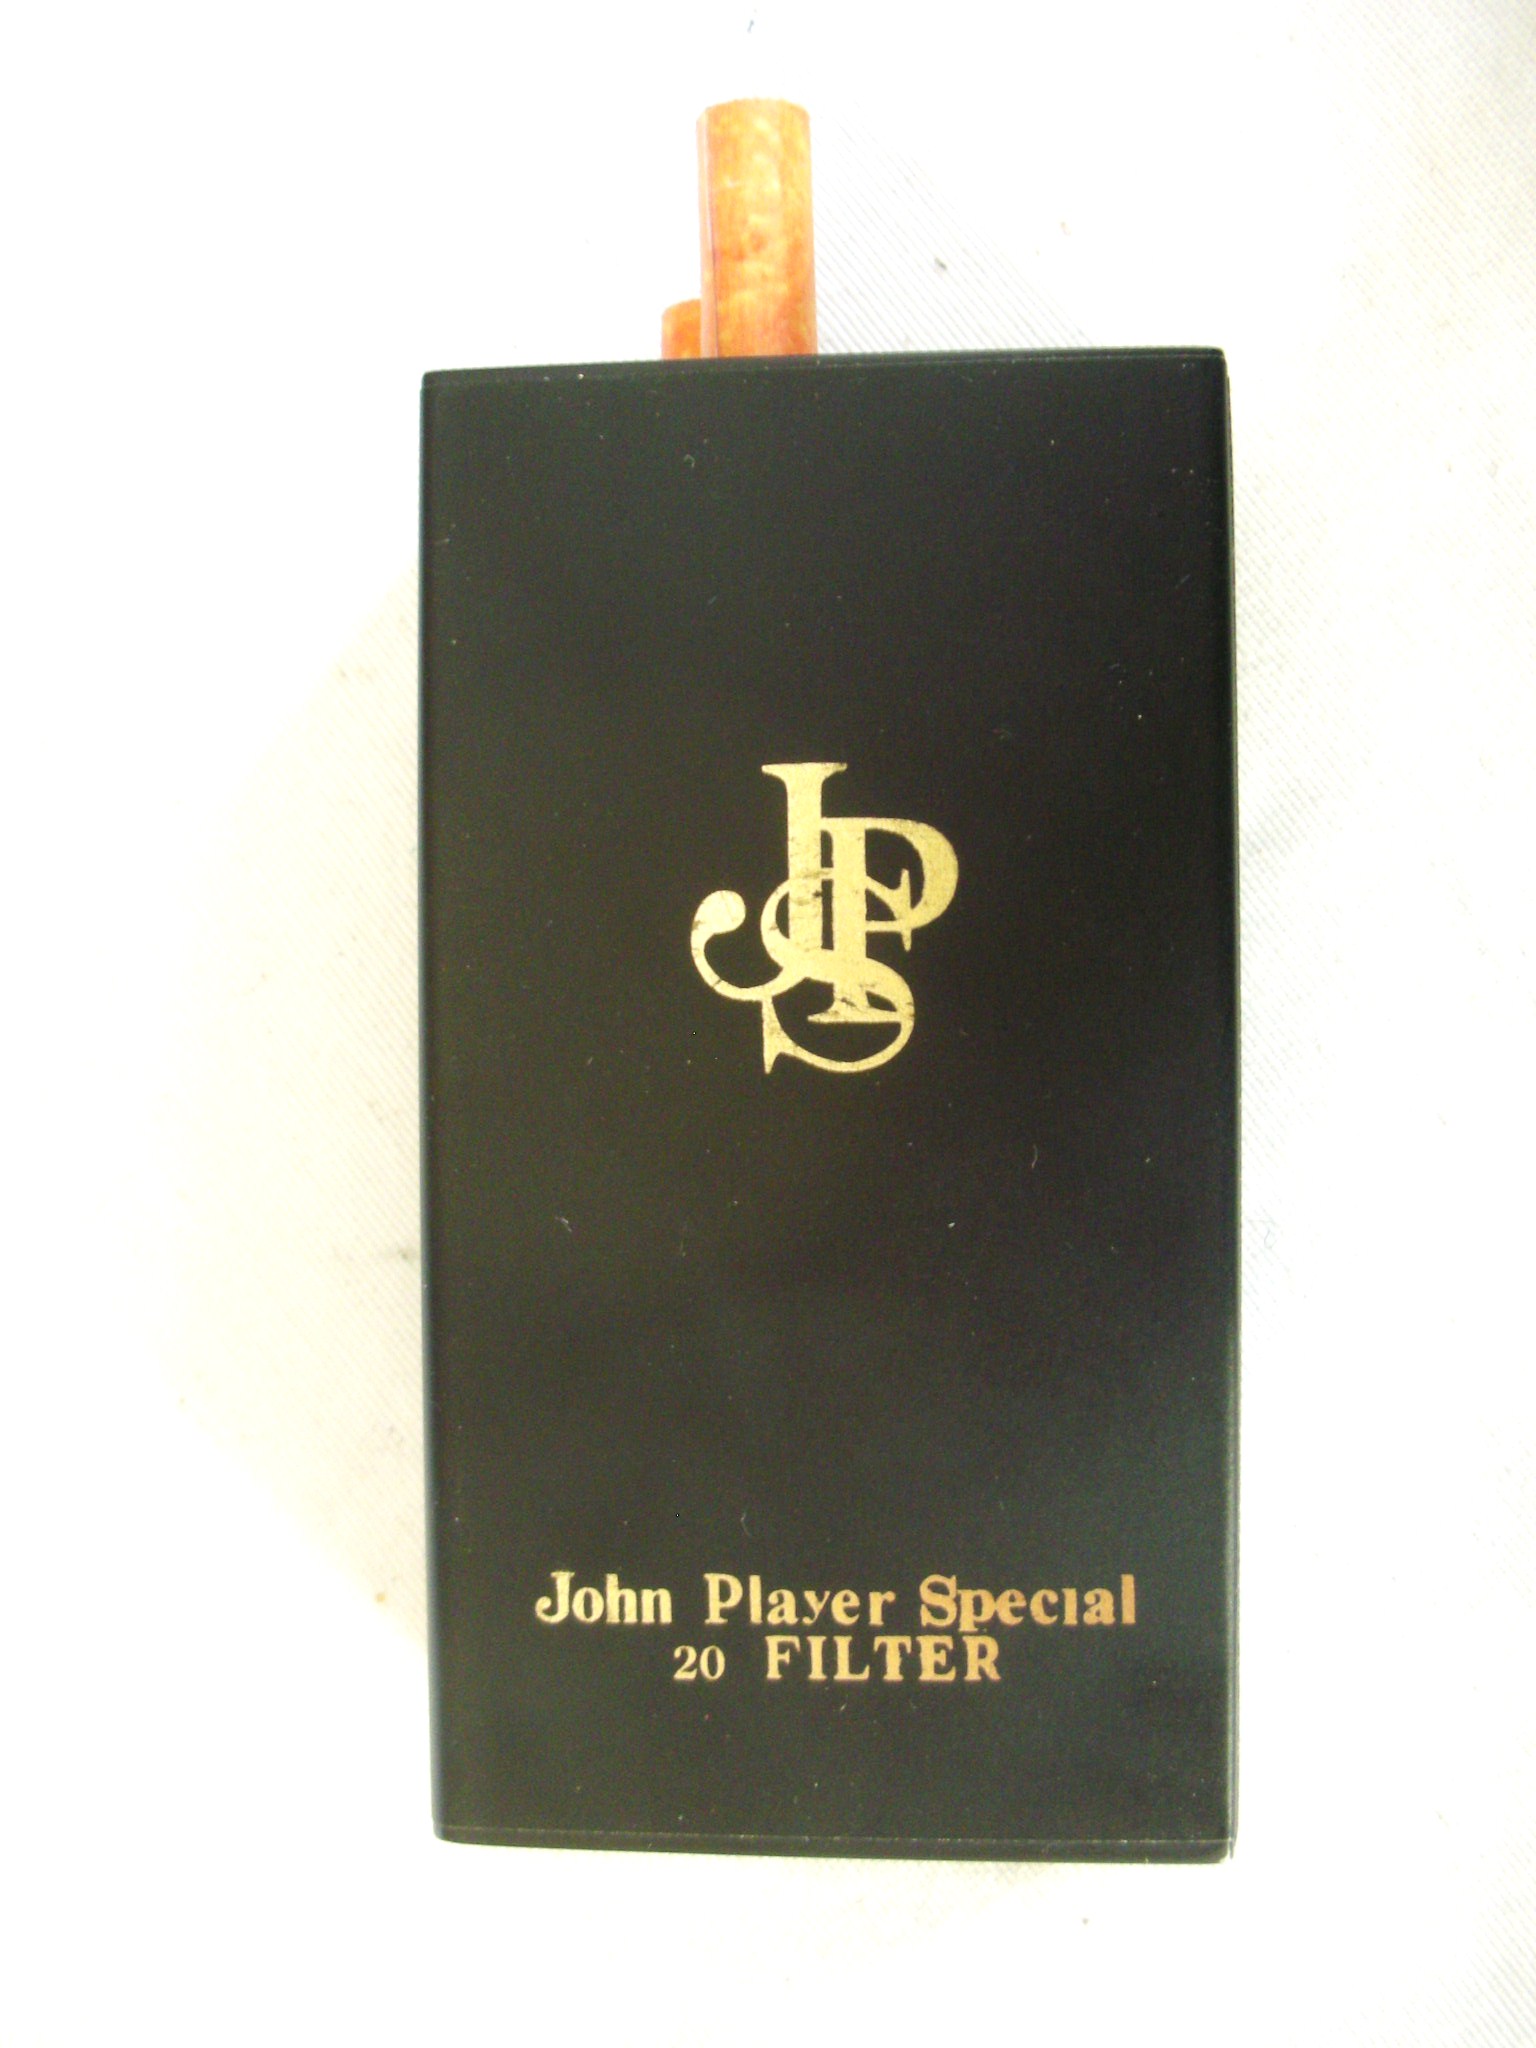 JPS
John Player Special
20 FILTER